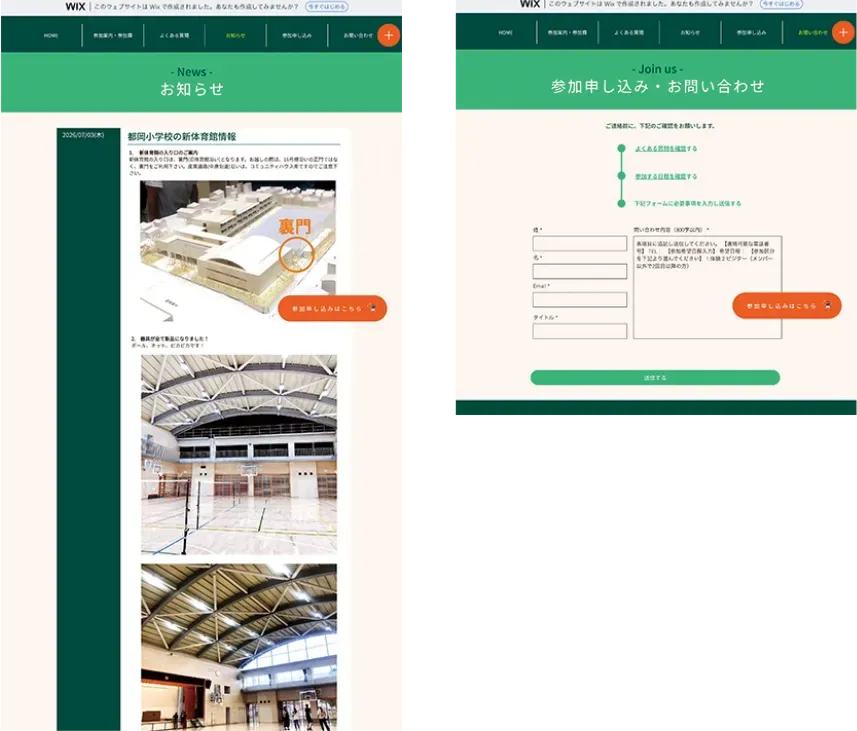 WiX このウェブサイトは Wix で作成されました。あなたも作成してみませんか？ 今すぐはじめる
HOME 参加案内・参加費 よくある質問 お知らせ 参加申し込み お問い合わせ +
- News -
お知らせ
2026/07/03(木)
都岡小学校の新体育館情報
1. 新体育館の入り口のご案内
裏門
参加申し込みはこちら
2. 器具が全て新品になりました！
ボール、ネット、ピカピカです！
WiX このウェブサイトは Wix で作成されました。あなたも作成してみませんか？ 今すぐはじめる
HOME 参加案内・参加費 よくある質問 お知らせ 参加申し込み お問い合わせ +
- Join us -
参加申し込み・お問い合わせ
ご連絡前に、下記のご確認をお願いします。
よくある質問を確認する
参加する日程を確認する
下記フォームに必要事項を入力し送信する
姓 *
名 *
Email *
タイトル *
問い合わせ内容（800字以内） *
参加申し込みはこちら
送信する